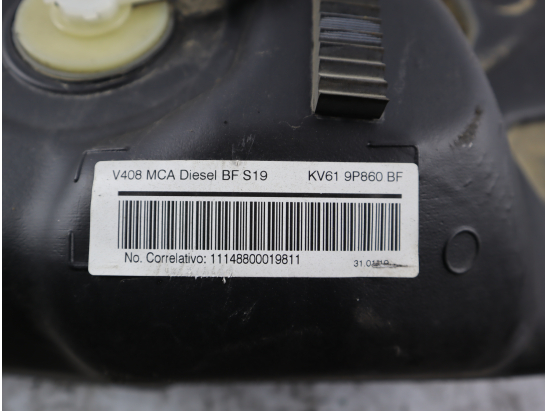 V408 MCA Diesel BF S19 KV61 9P860 BF
No. Correlativo: 11148800019811